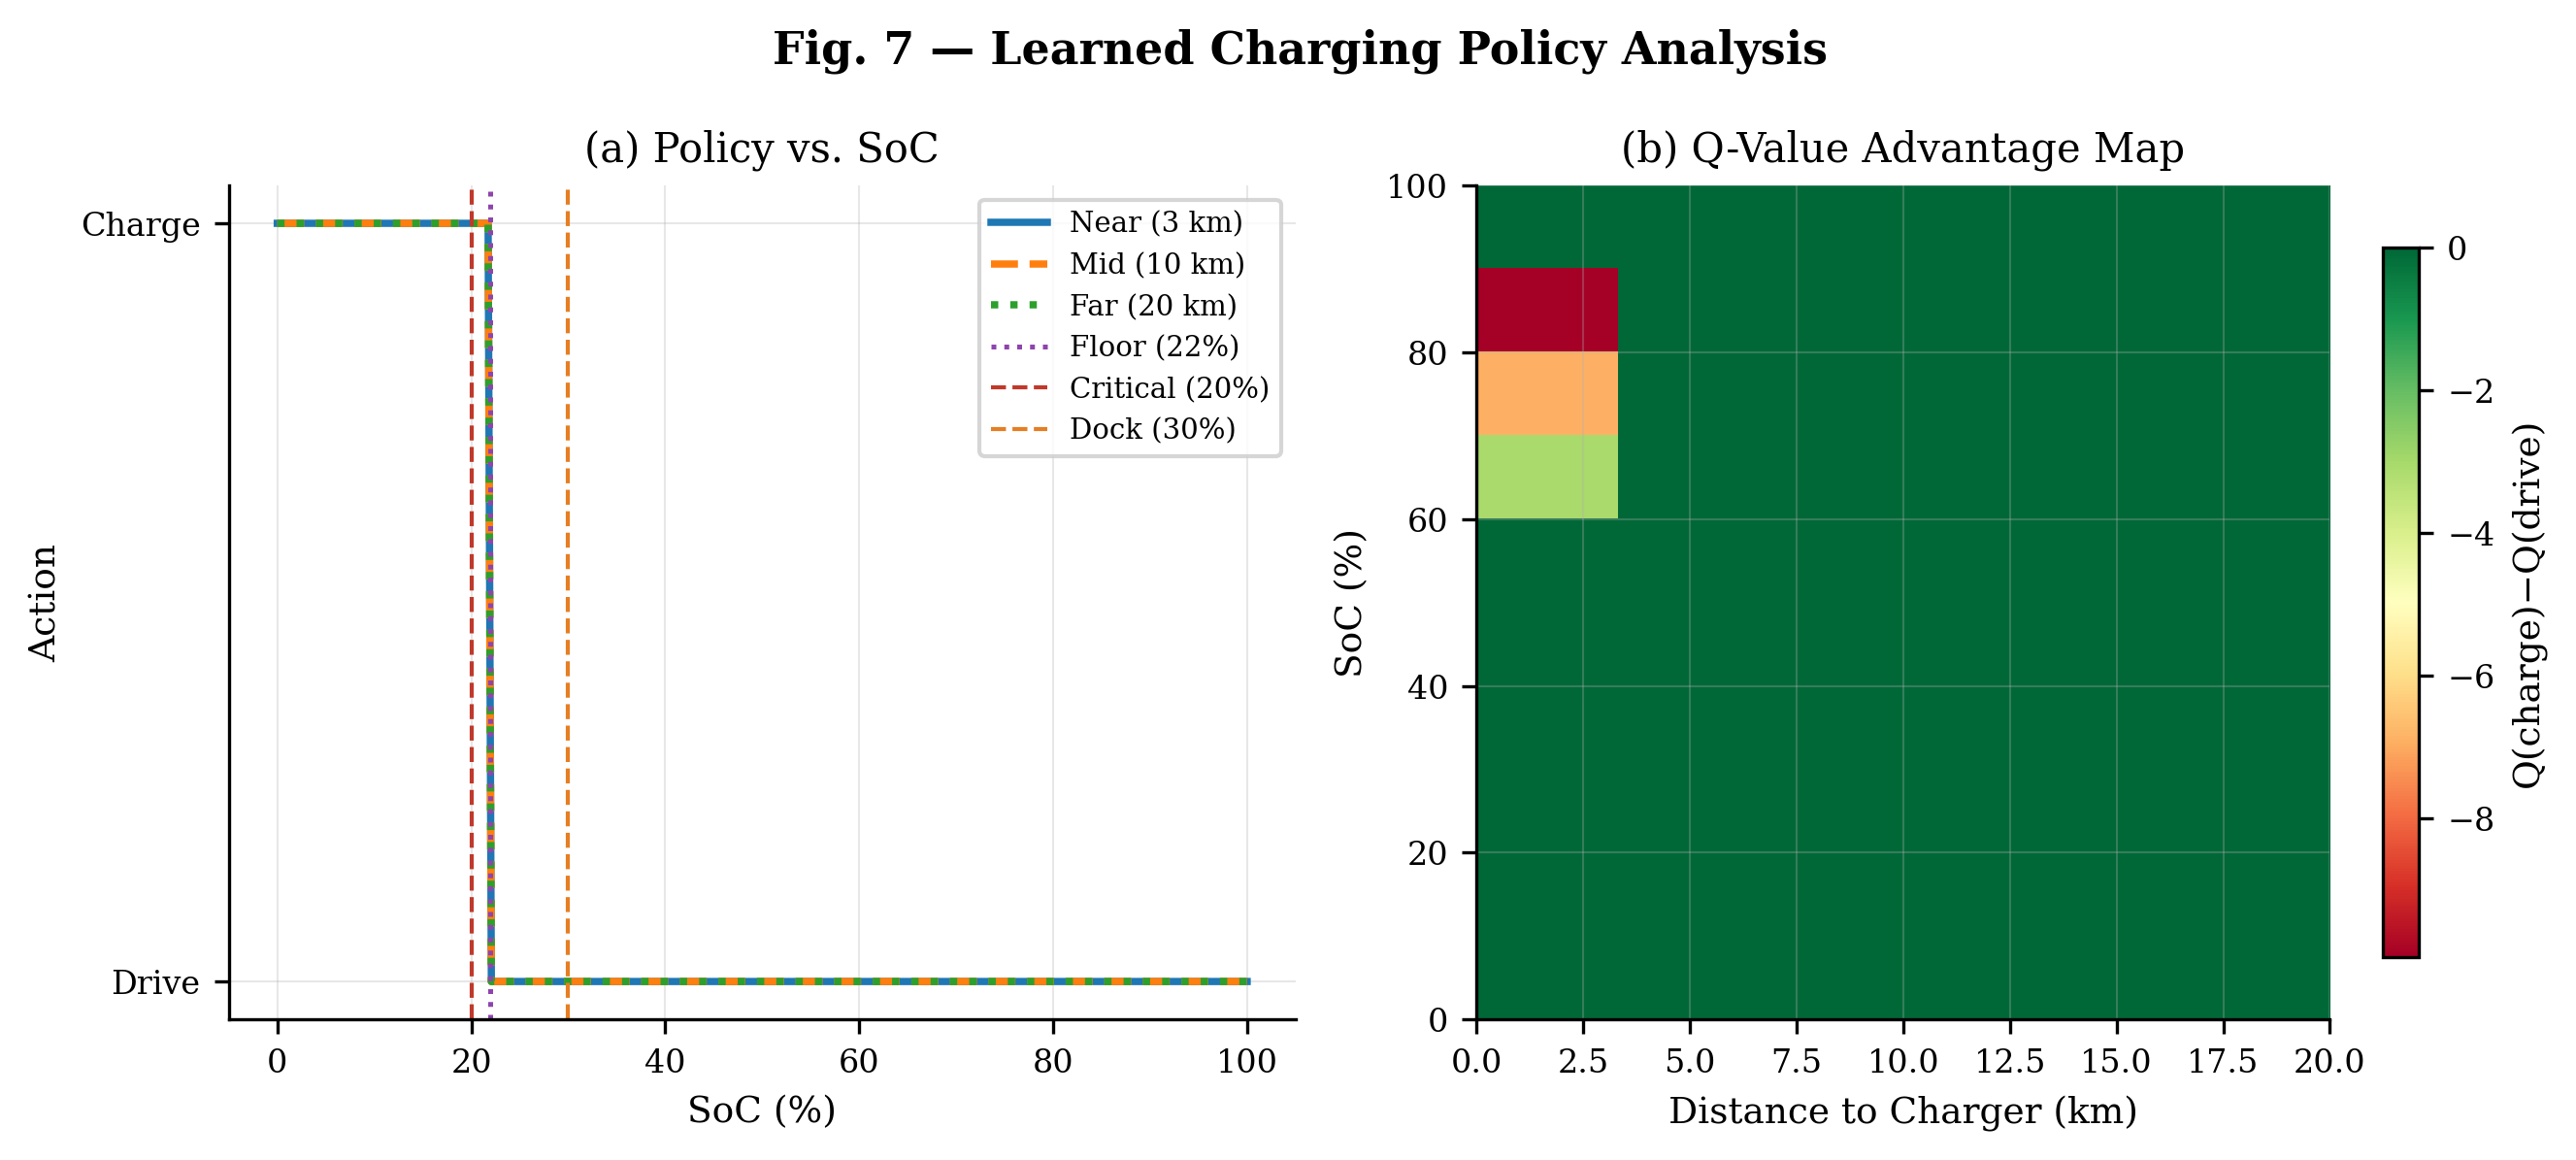 Fig. 7 — Learned Charging Policy Analysis
(a) Policy vs. SoC
Charge
Drive
Action
0 20 40 60 80 100
SoC (%)
Near (3 km)
Mid (10 km)
Far (20 km)
Floor (22%)
Critical (20%)
Dock (30%)
(b) Q-Value Advantage Map
100
80
60
40
20
0
SoC (%)
0.0 2.5 5.0 7.5 10.0 12.5 15.0 17.5 20.0
Distance to Charger (km)
0
−2
−4
−6
−8
Q(charge)−Q(drive)